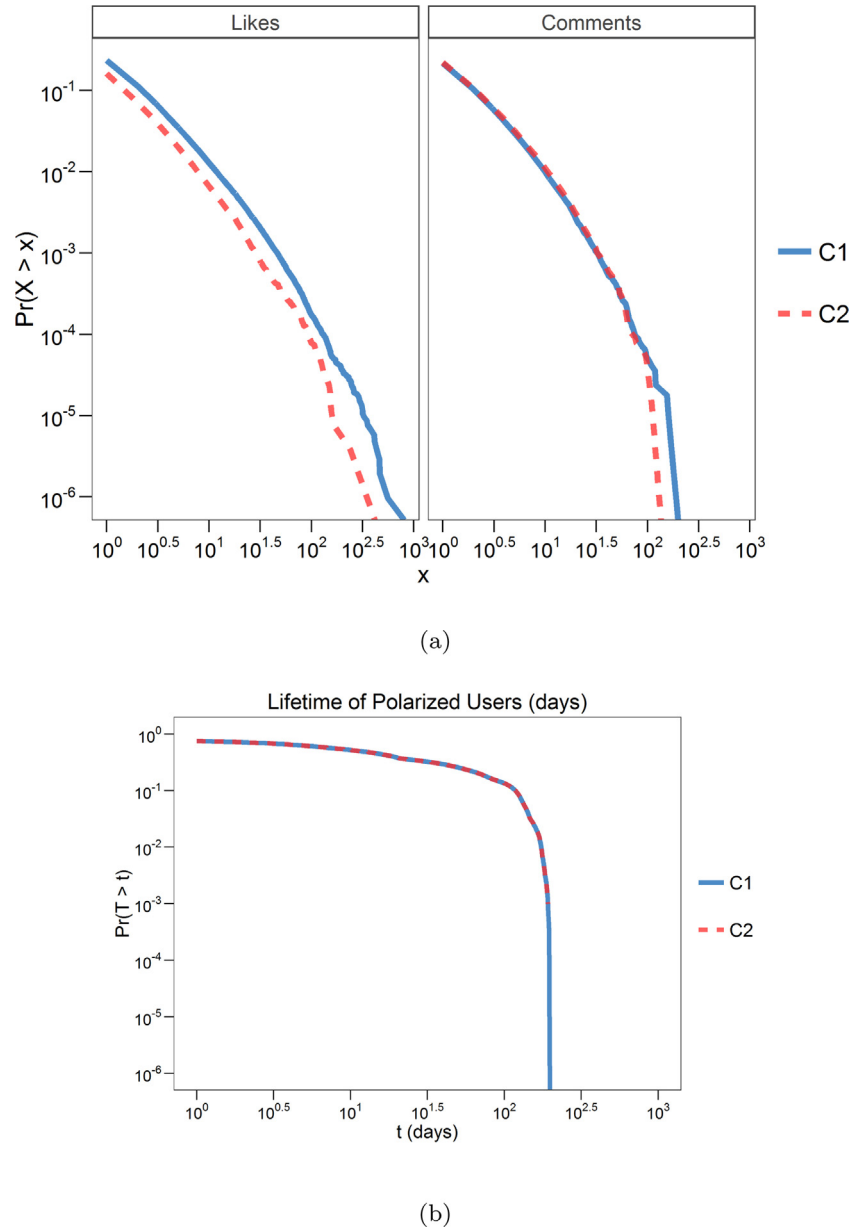 Likes Comments
Pr(X > x)
10^-1
10^-2
10^-3
10^-4
10^-5
10^-6
10^0 10^0.5 10^1 10^1.5 10^2 10^2.5 10^3 10^0 10^0.5 10^1 10^1.5 10^2 10^2.5 10^3
x
C1
C2
(a)
Lifetime of Polarized Users (days)
Pr(T > t)
10^0
10^-1
10^-2
10^-3
10^-4
10^-5
10^-6
10^0 10^0.5 10^1 10^1.5 10^2 10^2.5 10^3
t (days)
C1
C2
(b)